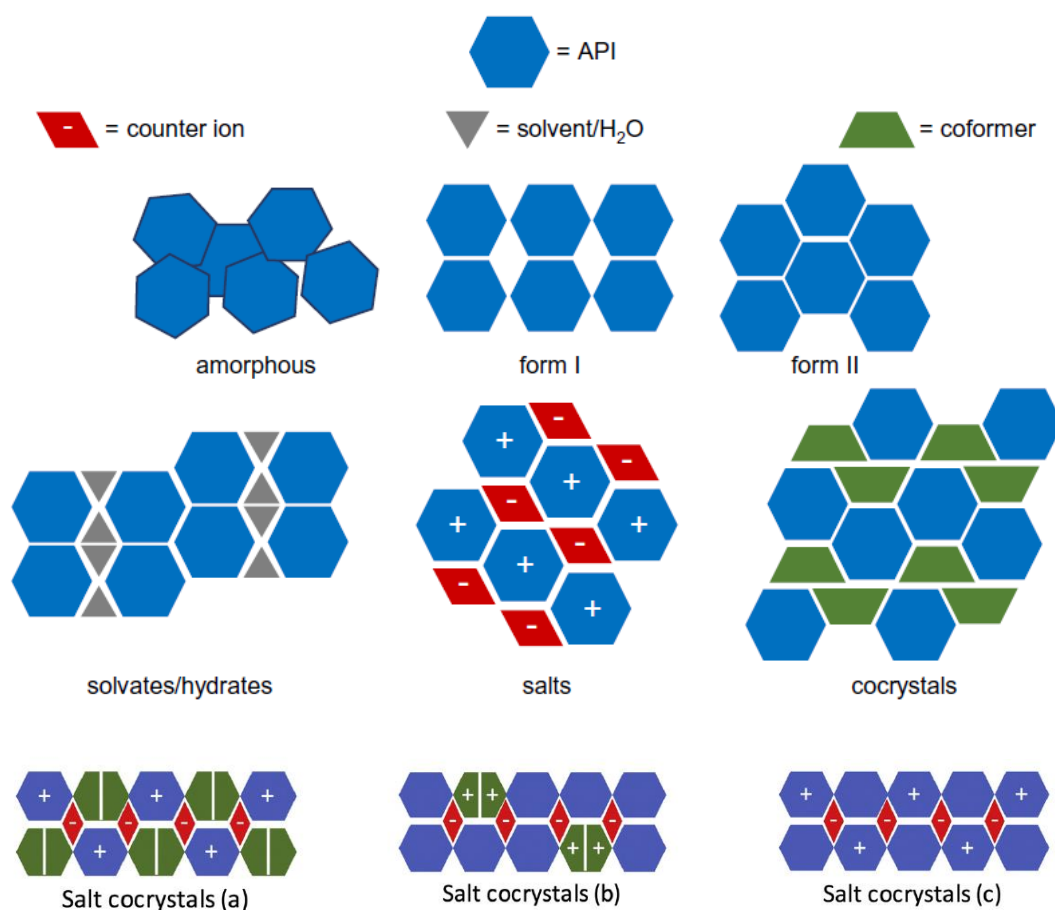 = API
- = counter ion
= solvent/H₂O
= coformer
amorphous
form I
form II
+ -
+ -
+ - +
+ -
- +
- +
solvates/hydrates
salts
cocrystals
+ + +
- - - -
+ +
+ +
- - - -
+ +
+ + +
- - - -
+ +
Salt cocrystals (a)
Salt cocrystals (b)
Salt cocrystals (c)